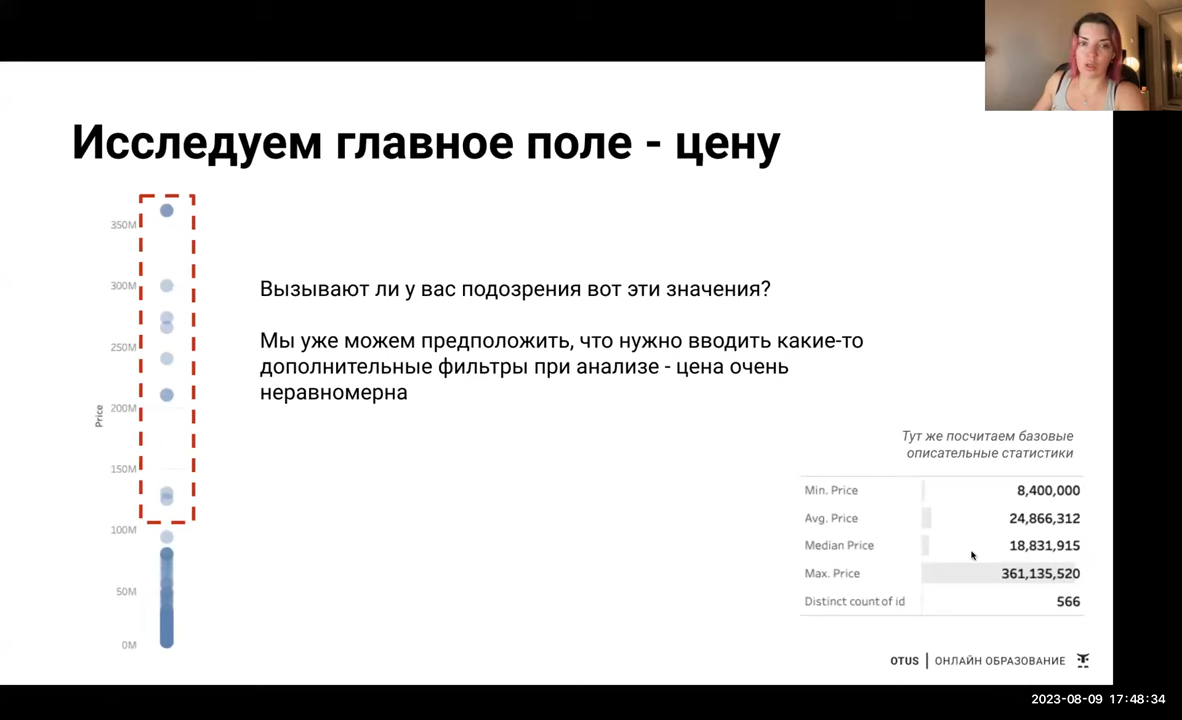 Исследуем главное поле - цену
350M
300M
250M
200M
150M
100M
50M
0M
Price
Вызывают ли у вас подозрения вот эти значения?
Мы уже можем предположить, что нужно вводить какие-то
дополнительные фильтры при анализе - цена очень
неравномерна
Тут же посчитаем базовые
описательные статистики
Min. Price 8,400,000
Avg. Price 24,866,312
Median Price 18,831,915
Max. Price 361,135,520
Distinct count of id 566
OTUS | ОНЛАЙН ОБРАЗОВАНИЕ
2023-08-09 17:48:34